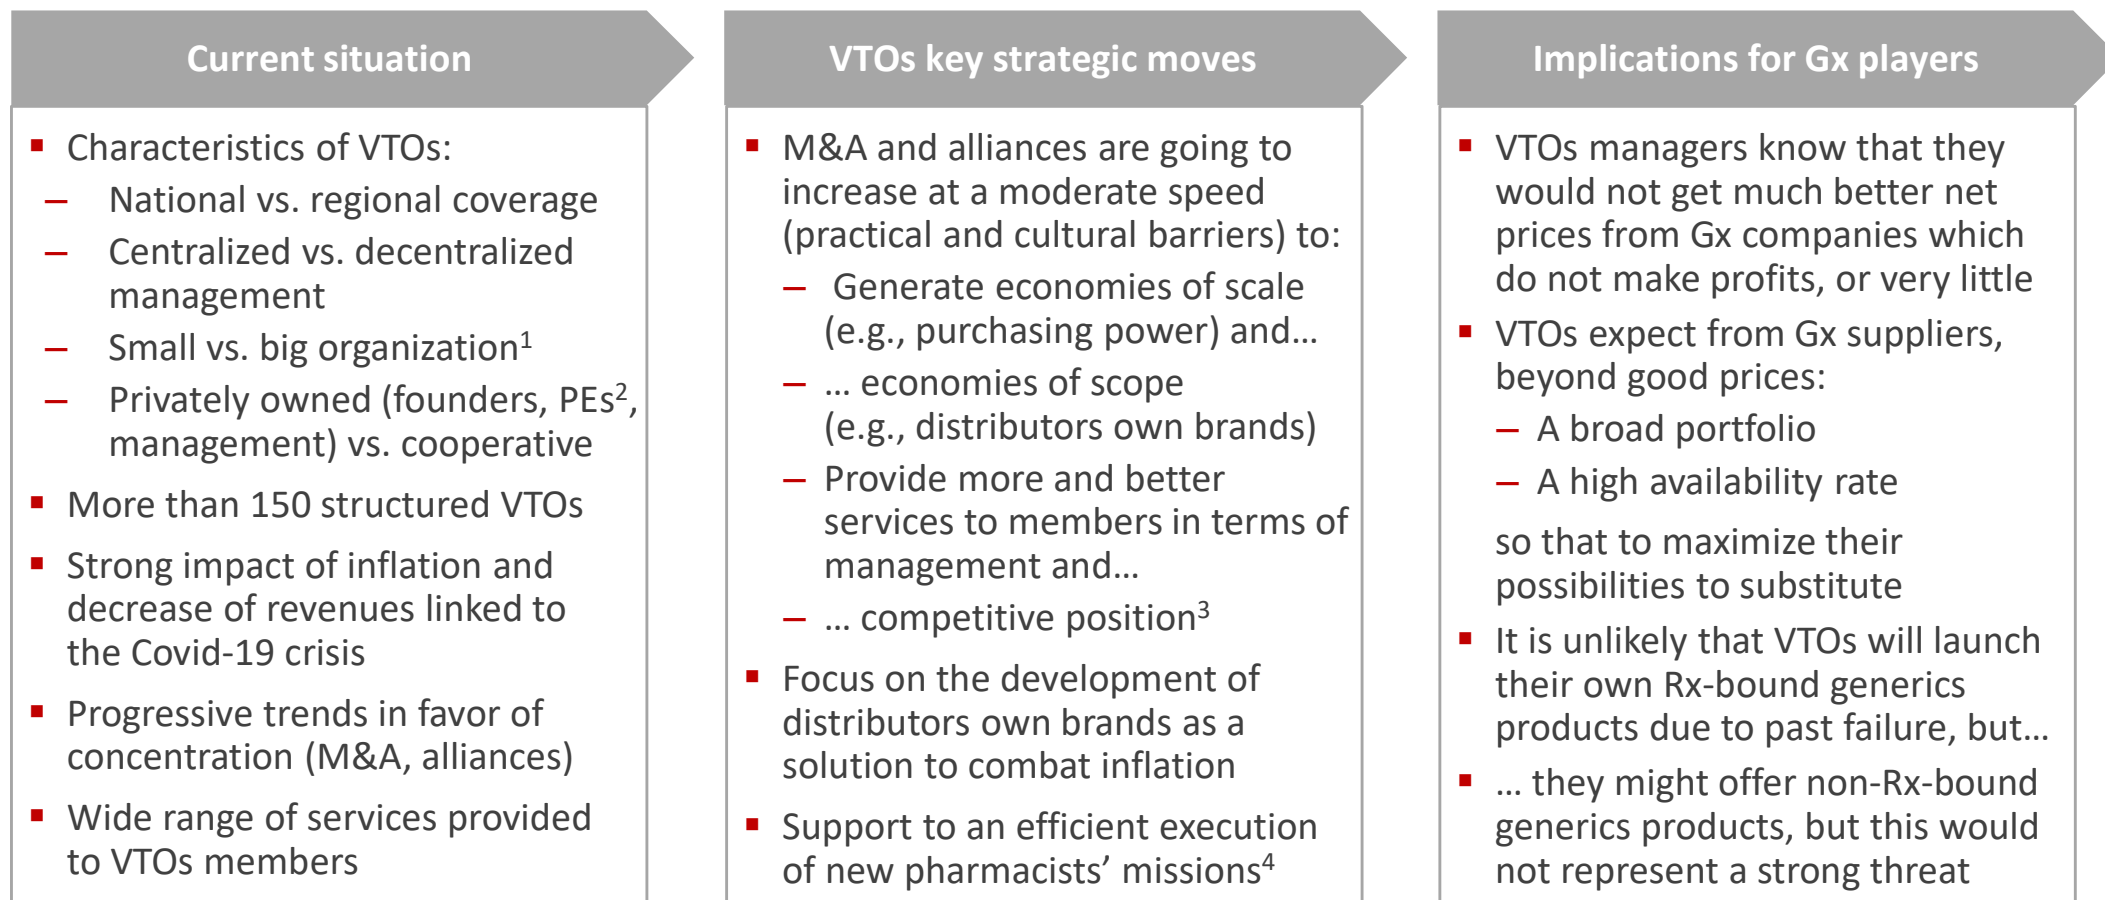 Current situation
■ Characteristics of VTOs:
– National vs. regional coverage
– Centralized vs. decentralized
management
– Small vs. big organization¹
– Privately owned (founders, PEs²,
management) vs. cooperative
■ More than 150 structured VTOs
■ Strong impact of inflation and
decrease of revenues linked to
the Covid-19 crisis
■ Progressive trends in favor of
concentration (M&A, alliances)
■ Wide range of services provided
to VTOs members
VTOs key strategic moves
■ M&A and alliances are going to
increase at a moderate speed
(practical and cultural barriers) to:
– Generate economies of scale
(e.g., purchasing power) and…
– … economies of scope
(e.g., distributors own brands)
– Provide more and better
services to members in terms of
management and…
– … competitive position³
■ Focus on the development of
distributors own brands as a
solution to combat inflation
■ Support to an efficient execution
of new pharmacists’ missions⁴
Implications for Gx players
■ VTOs managers know that they
would not get much better net
prices from Gx companies which
do not make profits, or very little
■ VTOs expect from Gx suppliers,
beyond good prices:
– A broad portfolio
– A high availability rate
so that to maximize their
possibilities to substitute
■ It is unlikely that VTOs will launch
their own Rx-bound generics
products due to past failure, but…
■ … they might offer non-Rx-bound
generics products, but this would
not represent a strong threat